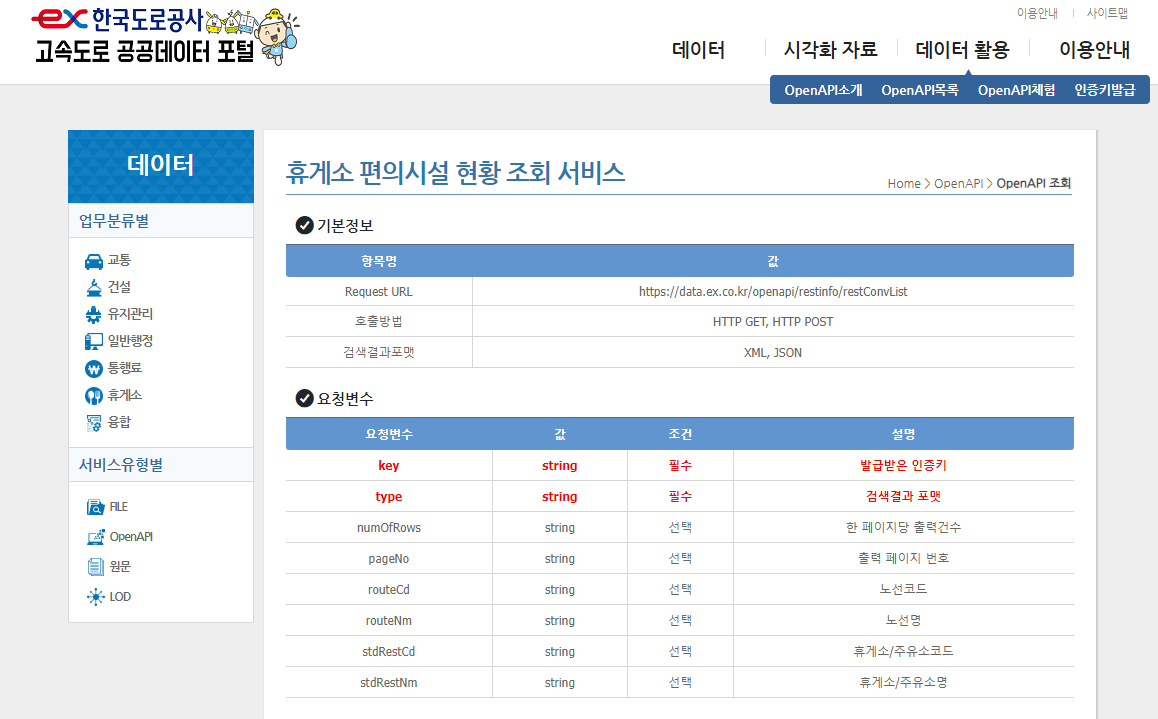 이용안내 사이트맵
ex 한국도로공사
고속도로 공공데이터 포털
데이터 시각화 자료 데이터 활용 이용안내
OpenAPI소개 OpenAPI목록 OpenAPI체험 인증키발급
데이터
업무분류별
교통
건설
유지관리
일반행정
통행료
휴게소
융합
서비스유형별
FILE
OpenAPI
원문
LOD
휴게소 편의시설 현황 조회 서비스
Home > OpenAPI > OpenAPI 조회
기본정보
항목명 값
Request URL https://data.ex.co.kr/openapi/restinfo/restConvList
호출방법 HTTP GET, HTTP POST
검색결과포맷 XML, JSON
요청변수
요청변수 값 조건 설명
key string 필수 발급받은 인증키
type string 필수 검색결과 포맷
numOfRows string 선택 한 페이지당 출력건수
pageNo string 선택 출력 페이지 번호
routeCd string 선택 노선코드
routeNm string 선택 노선명
stdRestCd string 선택 휴게소/주유소코드
stdRestNm string 선택 휴게소/주유소명